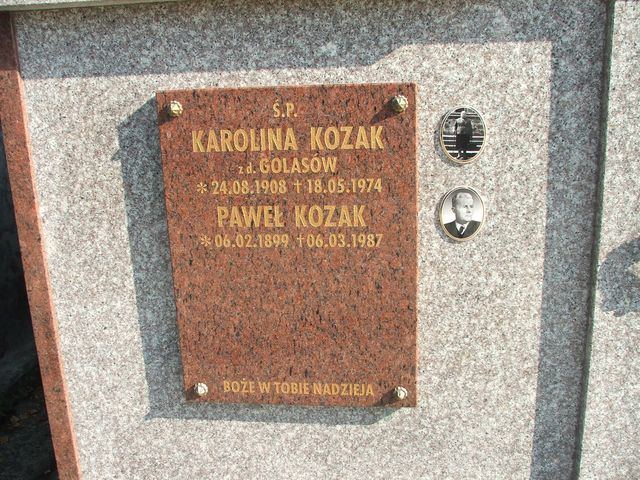 Ś.P.
KAROLINA KOZAK
z d. GOLASÓW
* 24.08.1908 † 18.05.1974
PAWEŁ KOZAK
* 06.02.1899 † 06.03.1987
BOŻE W TOBIE NADZIEJA